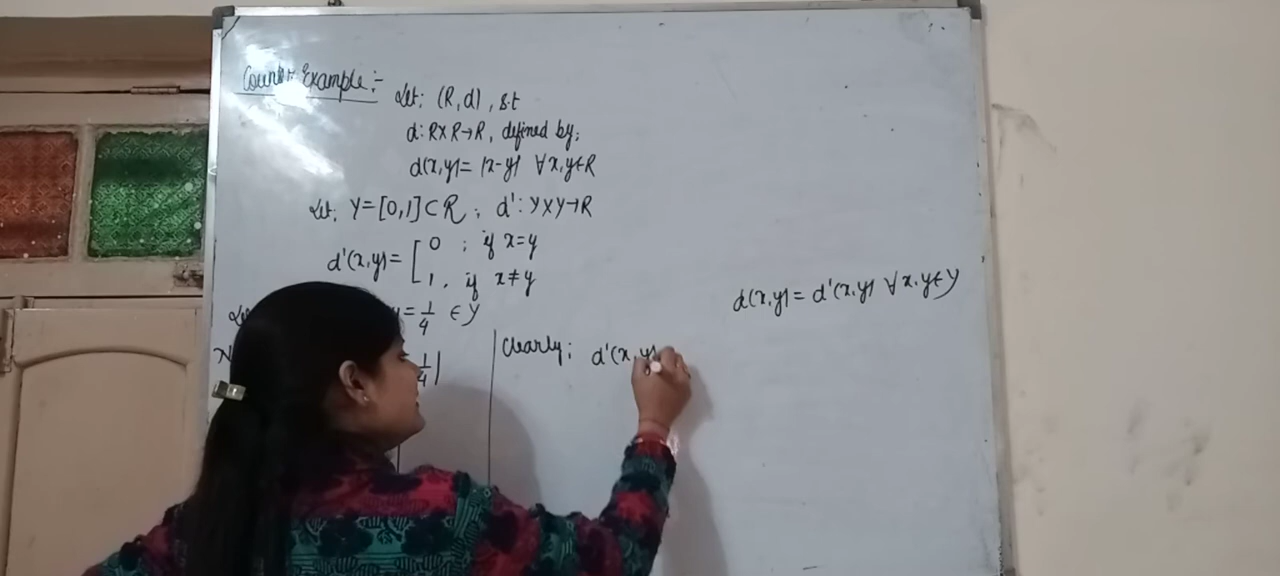 Counter Example:-
Let; (R,d), s.t
d: R×R→R, defined by;
d(x,y)= |x-y| ∀ x,y∈R
Let, Y=[0,1]⊂R; d': Y×Y→R
d'(x,y)= [ 0 ; if x=y
1, if x≠y
d(x,y)= d'(x,y) ∀ x,y∈Y
= 1/4 ∈ Y
Clearly; d'(x,y)
1/4|